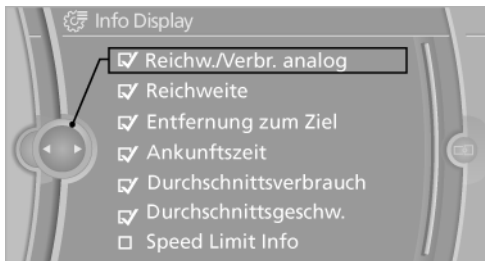 Info Display
Reichw./Verbr. analog
Reichweite
Entfernung zum Ziel
Ankunftszeit
Durchschnittsverbrauch
Durchschnittsgeschw.
Speed Limit Info